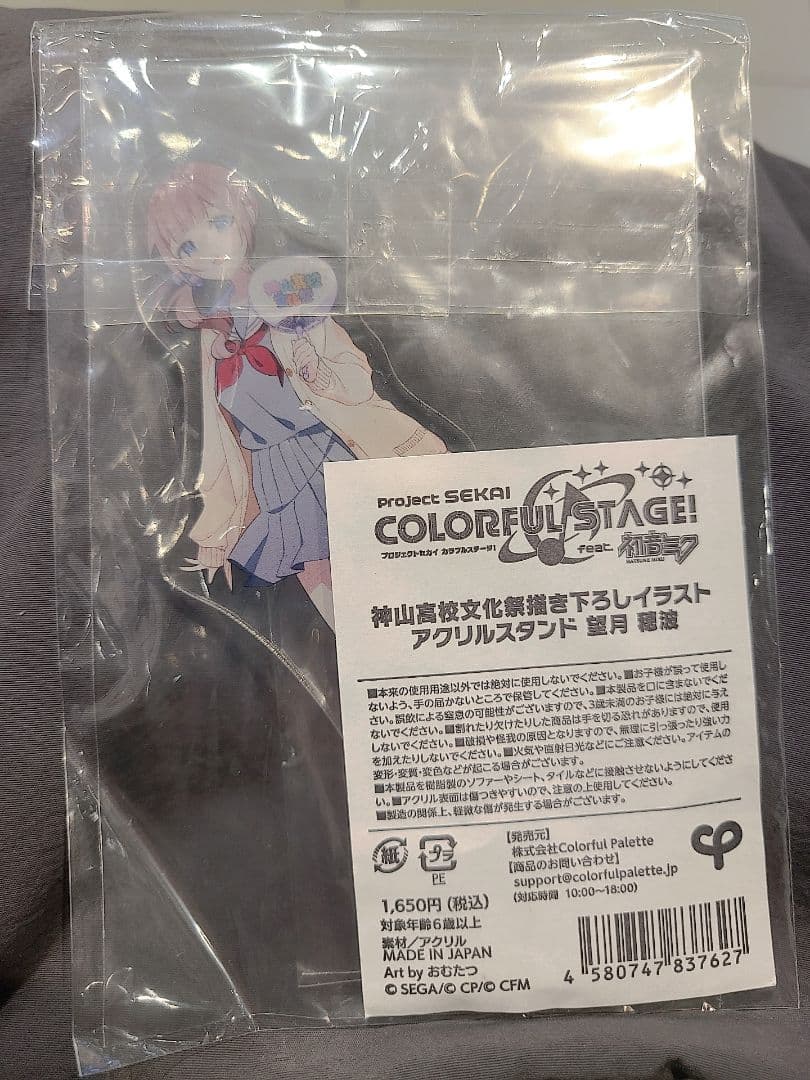 Project SEKAI
COLORFUL STAGE!
プロジェクトセカイ カラフルステージ!
feat. 初音ミク
HATSUNE MIKU
神山高校文化祭描き下ろしイラスト
アクリルスタンド 望月 穂波
■本来の使用用途以外では絶対に使用しないでください。■お子様が誤って使用し
ないよう、手の届かないところで保管してください。■本製品を口に含まないでくだ
さい。誤飲による窒息の可能性がございますので、3歳未満のお子様には絶対に与え
ないでください。■割れたり欠けたりした商品は手を切る恐れがありますので、使用
しないでください。■破損や怪我の原因となりますので、無理に引っ張ったり強い力
を加えたりしないでください。■火気や直射日光などにご注意ください。アイテムの
変形・変質・変色などが起こる場合がございます。
■本製品を樹脂製のソファーやシート、タイルなどに接触させないようにしてくださ
い。■アクリル表面は傷つきやすいので、注意の上使用してください。
■製造の関係上、軽微な傷が発生する場合がございます。
紙
プラ
PE
【発売元】
株式会社Colorful Palette
【商品のお問い合わせ】
support@colorfulpalette.jp
(対応時間 10:00〜18:00)
1,650円(税込)
対象年齢6歳以上
素材/アクリル
MADE IN JAPAN
Art by おむたつ
© SEGA/© CP/© CFM
4 580747 837627